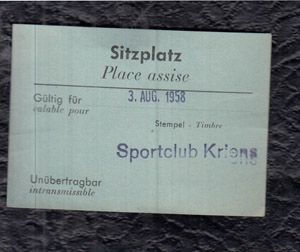 Sitzplatz
Place assise
Gültig für 3. AUG. 1958
valable pour
Stempel - Timbre
Sportclub Kriens
Unübertragbar
intransmissible